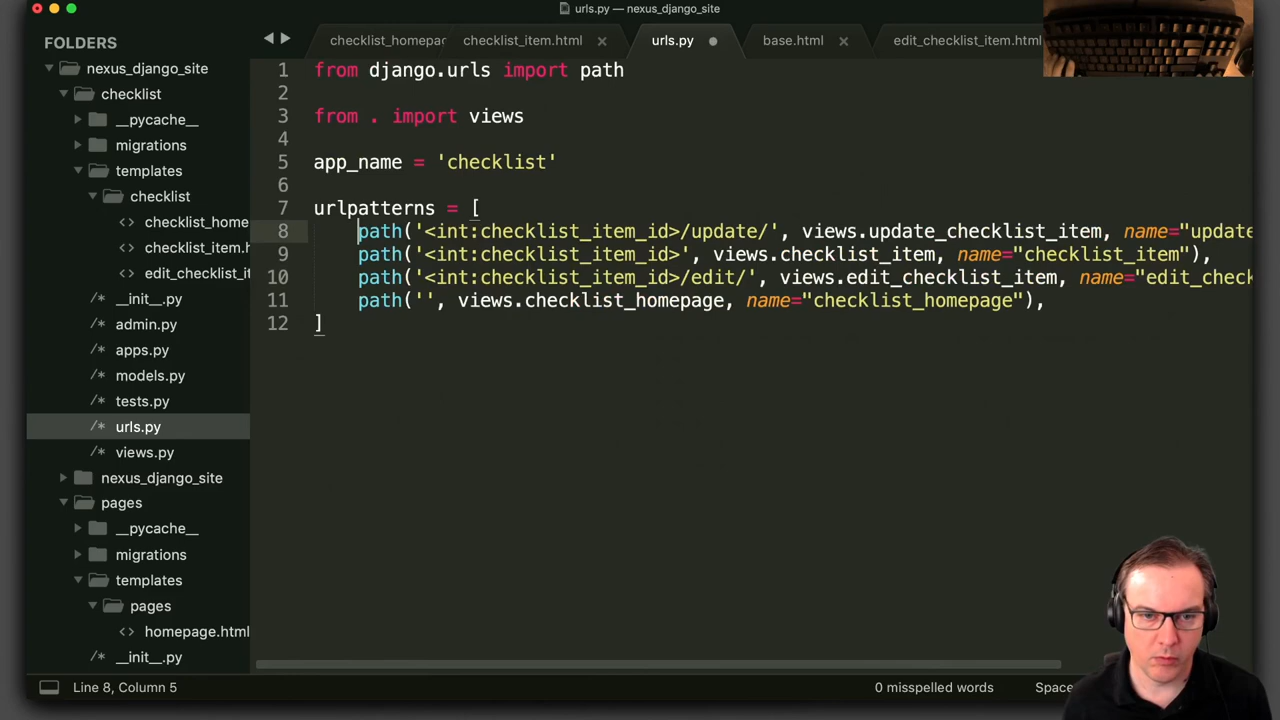 urls.py — nexus_django_site
FOLDERS
nexus_django_site
checklist
__pycache__
migrations
templates
checklist
checklist_home
checklist_item.h
edit_checklist_it
__init__.py
admin.py
apps.py
models.py
tests.py
urls.py
views.py
nexus_django_site
pages
__pycache__
migrations
templates
pages
homepage.html
__init__.py
checklist_homepag
checklist_item.html
urls.py
base.html
edit_checklist_item.html
1 from django.urls import path
2
3 from . import views
4
5 app_name = 'checklist'
6
7 urlpatterns = [
8 path('<int:checklist_item_id>/update/', views.update_checklist_item, name="update
9 path('<int:checklist_item_id>', views.checklist_item, name="checklist_item"),
10 path('<int:checklist_item_id>/edit/', views.edit_checklist_item, name="edit_chec
11 path('', views.checklist_homepage, name="checklist_homepage"),
12 ]
Line 8, Column 5
0 misspelled words
Space